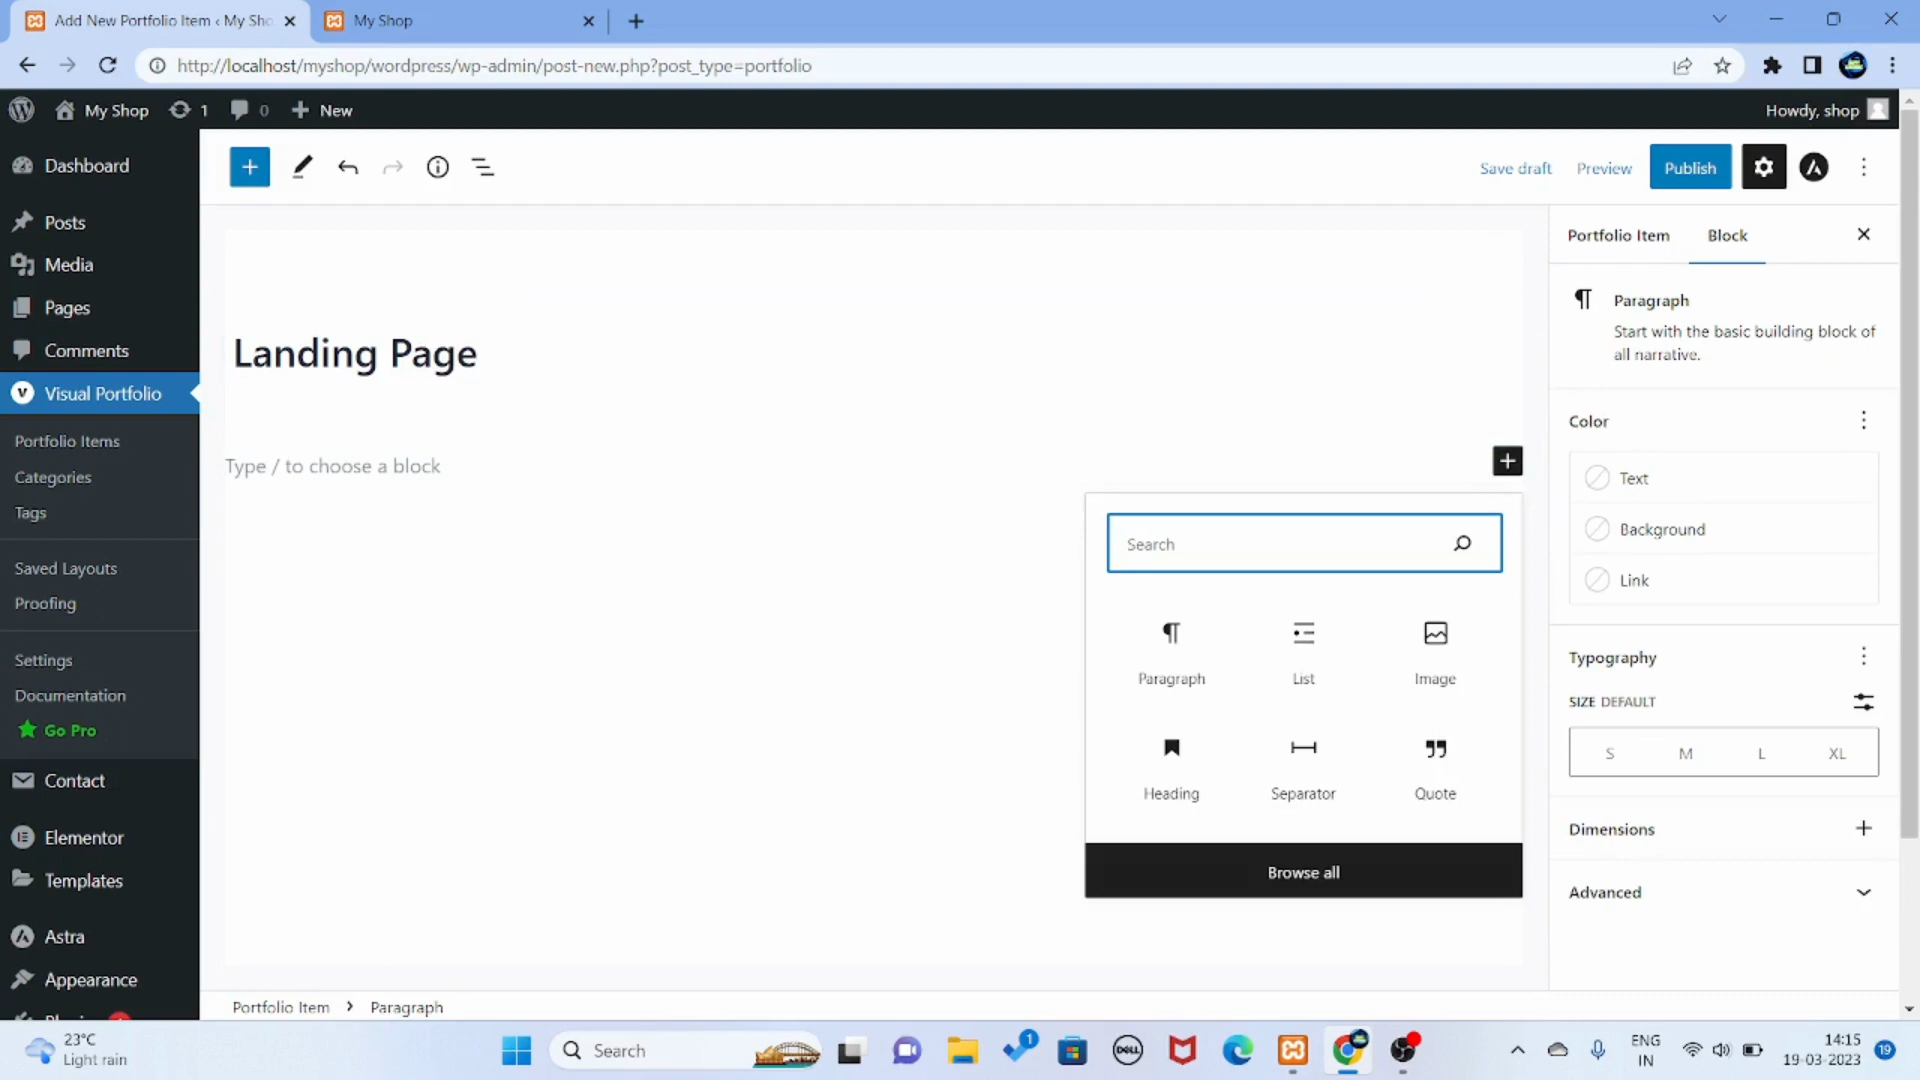 Add New Portfolio Item ‹ My Sho
My Shop
http://localhost/myshop/wordpress/wp-admin/post-new.php?post_type=portfolio
My Shop
1
0
New
Howdy, shop
Dashboard
Posts
Media
Pages
Comments
Visual Portfolio
Portfolio Items
Categories
Tags
Saved Layouts
Proofing
Settings
Documentation
Go Pro
Contact
Elementor
Templates
Astra
Appearance
Save draft
Preview
Publish
Landing Page
Type / to choose a block
Search
Paragraph
List
Image
Heading
Separator
Quote
Browse all
Portfolio Item
Block
Paragraph
Start with the basic building block of
all narrative.
Color
Text
Background
Link
Typography
SIZE DEFAULT
S M L XL
Dimensions
Advanced
Portfolio Item
Paragraph
23°C
Light rain
Search
1
DELL
ENG
IN
14:15
19-03-2023
19